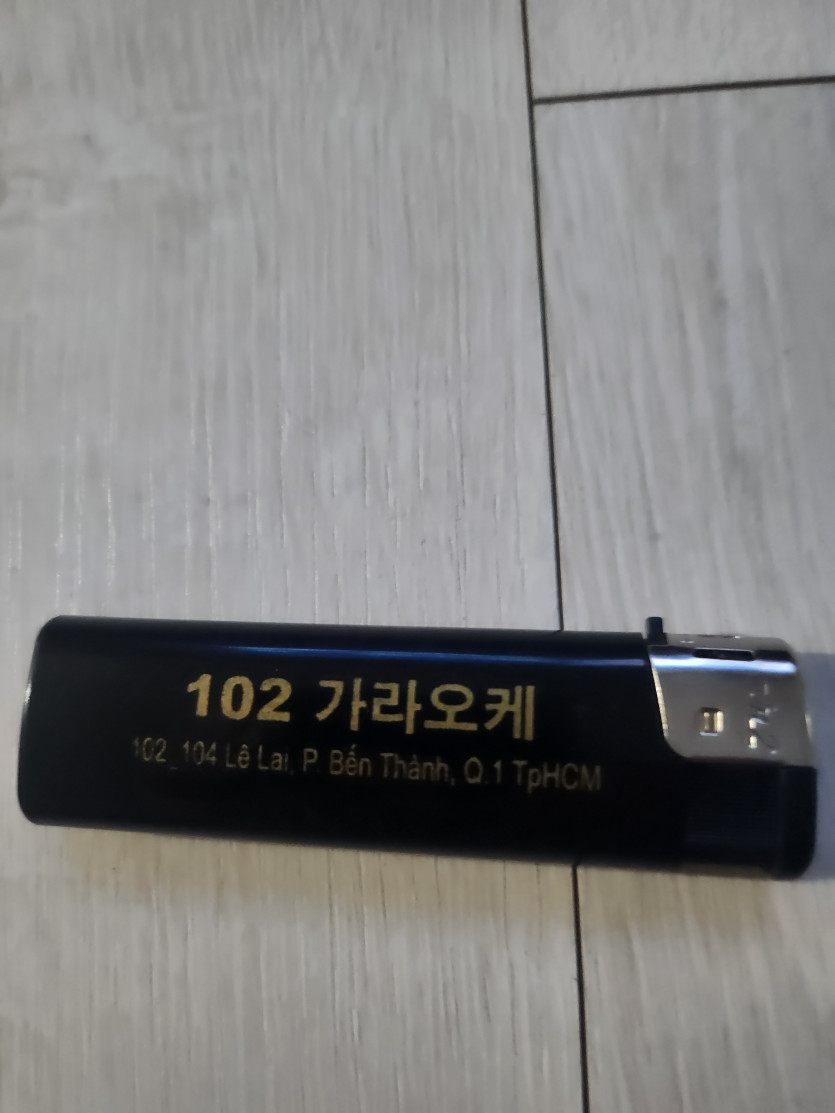 102 가라오케
102_104 Lê Lai, P. Bến Thành, Q.1 TpHCM